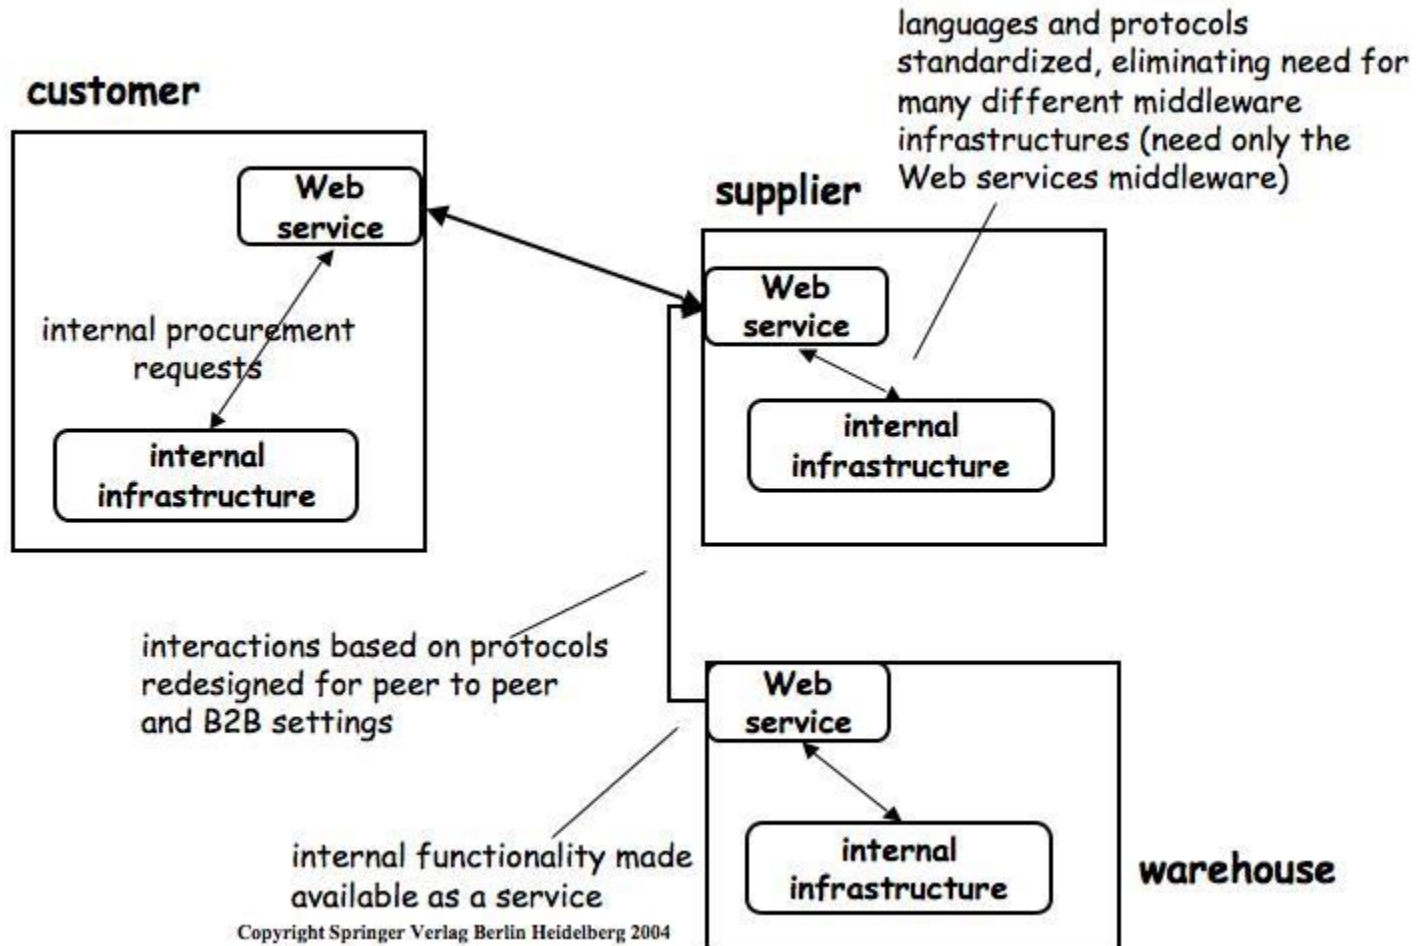 languages and protocols
standardized, eliminating need for
many different middleware
infrastructures (need only the
Web services middleware)
customer
Web
service
internal procurement
requests
internal
infrastructure
supplier
Web
service
internal
infrastructure
interactions based on protocols
redesigned for peer to peer
and B2B settings
Web
service
internal functionality made
available as a service
internal
infrastructure
warehouse
Copyright Springer Verlag Berlin Heidelberg 2004